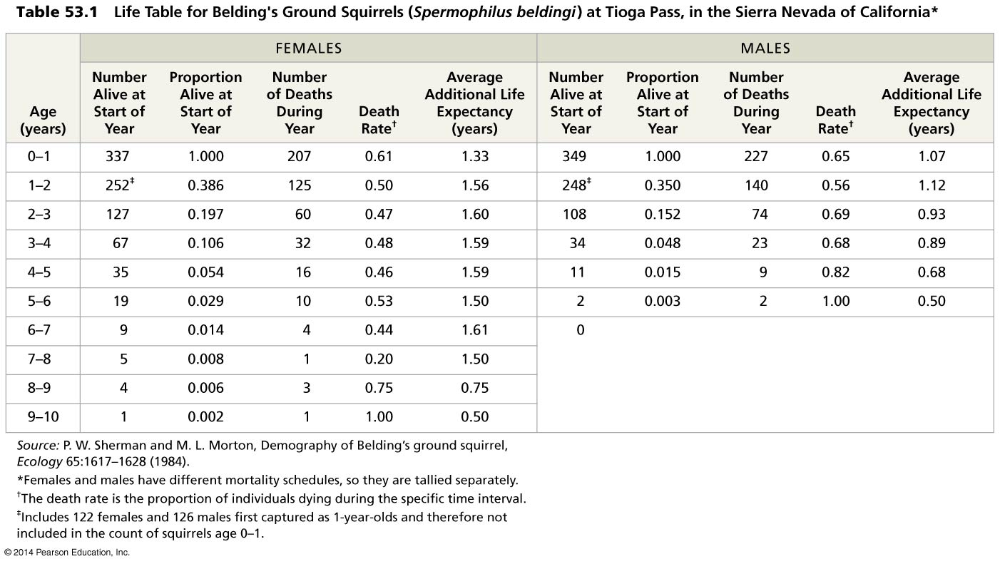 Table 53.1 Life Table for Belding's Ground Squirrels (Spermophilus beldingi) at Tioga Pass, in the Sierra Nevada of California*
FEMALES MALES
Number Proportion Number Average Number Proportion Number Average
Alive at Alive at of Deaths Additional Life Alive at Alive at of Deaths Additional Life
Age Start of Start of During Death Expectancy Start of Start of During Death Expectancy
(years) Year Year Year Rate† (years) Year Year Year Rate† (years)
0–1 337 1.000 207 0.61 1.33 349 1.000 227 0.65 1.07
1–2 252‡ 0.386 125 0.50 1.56 248‡ 0.350 140 0.56 1.12
2–3 127 0.197 60 0.47 1.60 108 0.152 74 0.69 0.93
3–4 67 0.106 32 0.48 1.59 34 0.048 23 0.68 0.89
4–5 35 0.054 16 0.46 1.59 11 0.015 9 0.82 0.68
5–6 19 0.029 10 0.53 1.50 2 0.003 2 1.00 0.50
6–7 9 0.014 4 0.44 1.61 0
7–8 5 0.008 1 0.20 1.50
8–9 4 0.006 3 0.75 0.75
9–10 1 0.002 1 1.00 0.50
Source: P. W. Sherman and M. L. Morton, Demography of Belding’s ground squirrel,
Ecology 65:1617–1628 (1984).
*Females and males have different mortality schedules, so they are tallied separately.
†The death rate is the proportion of individuals dying during the specific time interval.
‡Includes 122 females and 126 males first captured as 1-year-olds and therefore not
included in the count of squirrels age 0–1.
© 2014 Pearson Education, Inc.